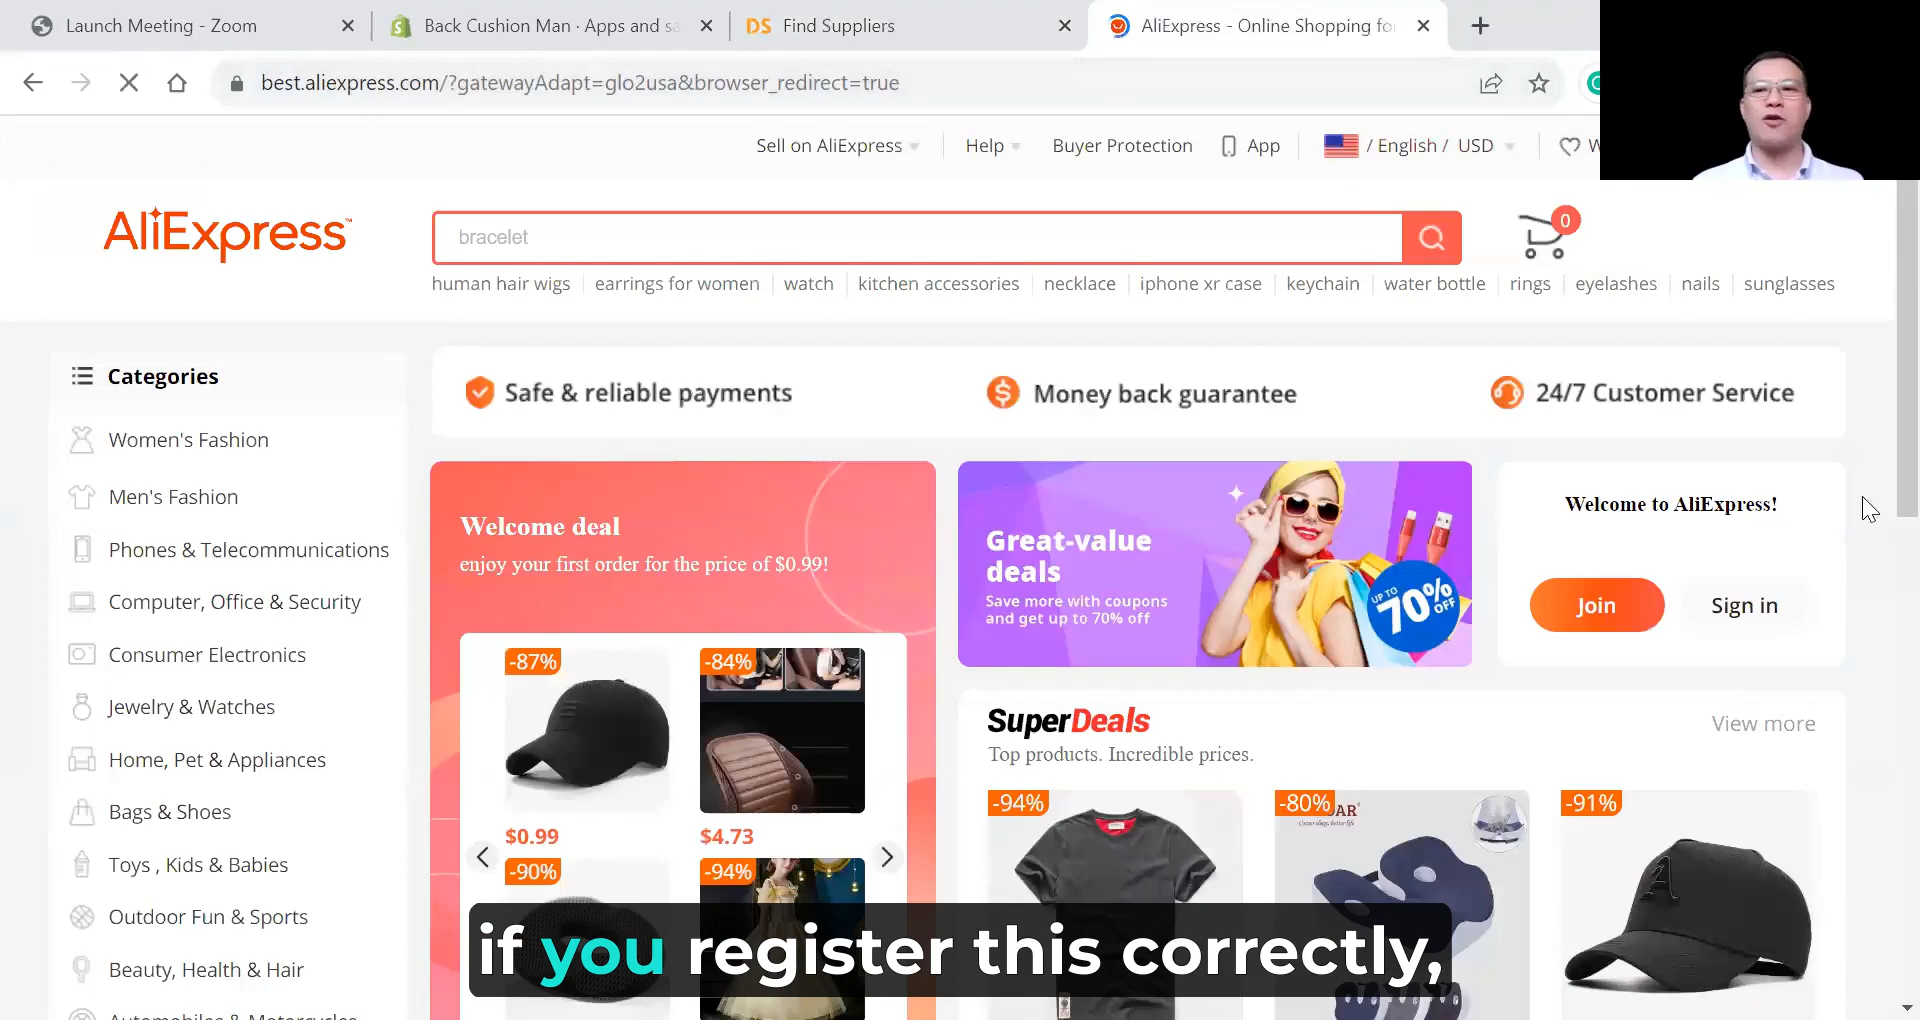 Launch Meeting - Zoom
Back Cushion Man · Apps and sa
DS Find Suppliers
AliExpress - Online Shopping fo
best.aliexpress.com/?gatewayAdapt=glo2usa&browser_redirect=true
Sell on AliExpress
Help
Buyer Protection
App
/ English / USD
W
AliExpress™
bracelet
0
human hair wigs
earrings for women
watch
kitchen accessories
necklace
iphone xr case
keychain
water bottle
rings
eyelashes
nails
sunglasses
Categories
Women's Fashion
Men's Fashion
Phones & Telecommunications
Computer, Office & Security
Consumer Electronics
Jewelry & Watches
Home, Pet & Appliances
Bags & Shoes
Toys , Kids & Babies
Outdoor Fun & Sports
Beauty, Health & Hair
Automobiles & Motorcycles
Safe & reliable payments
Money back guarantee
24/7 Customer Service
Welcome deal
enjoy your first order for the price of $0.99!
-87%
-84%
$0.99
$4.73
-90%
-94%
Great-value
deals
Save more with coupons
and get up to 70% off
UP TO
70% OFF
Welcome to AliExpress!
Join
Sign in
SuperDeals
View more
Top products. Incredible prices.
-94%
-80%
-91%
A
if you register this correctly,